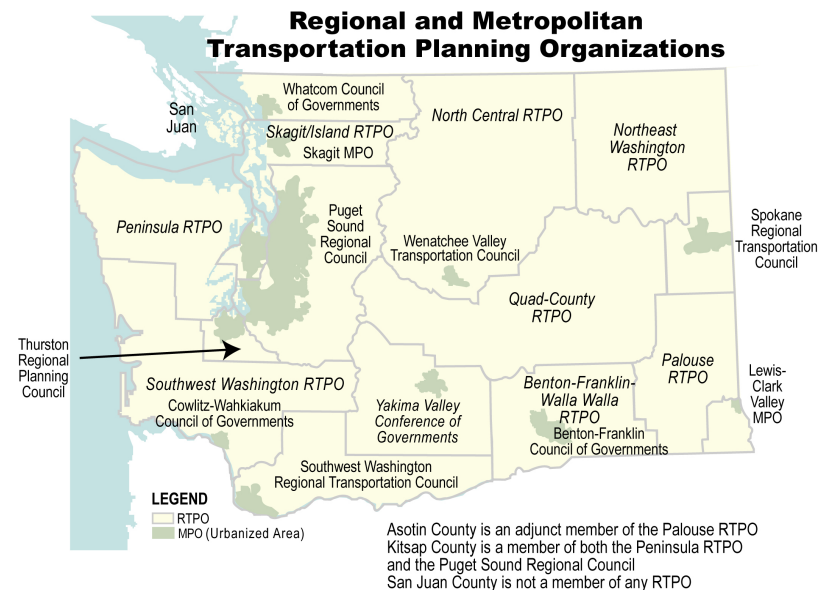 Regional and Metropolitan
Transportation Planning Organizations
Whatcom Council
of Governments
San
Juan
Skagit/Island RTPO
Skagit MPO
North Central RTPO
Northeast
Washington
RTPO
Peninsula RTPO
Puget
Sound
Regional
Council
Wenatchee Valley
Transportation Council
Spokane
Regional
Transportation
Council
Quad-County
RTPO
Thurston
Regional
Planning
Council
Southwest Washington RTPO
Cowlitz-Wahkiakum
Council of Governments
Yakima Valley
Conference of
Governments
Benton-Franklin-
Walla Walla
RTPO
Benton-Franklin
Council of Governments
Palouse
RTPO
Lewis-
Clark
Valley
MPO
Southwest Washington
Regional Transportation Council
LEGEND
RTPO
MPO (Urbanized Area)
Asotin County is an adjunct member of the Palouse RTPO
Kitsap County is a member of both the Peninsula RTPO
and the Puget Sound Regional Council
San Juan County is not a member of any RTPO